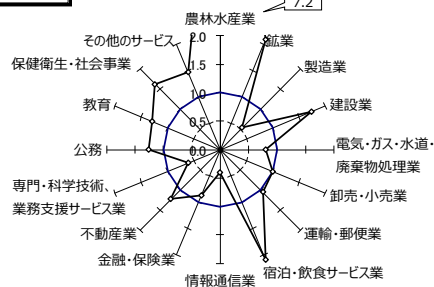 7.2
農林水産業
その他のサービス
2.0
鉱業
保健衛生・社会事業
1.5
製造業
教育
1.0
建設業
0.5
公務
0.0
電気・ガス・水道・
廃棄物処理業
専門・科学技術、
業務支援サービス業
卸売・小売業
不動産業
運輸・郵便業
金融・保険業
宿泊・飲食サービス業
情報通信業